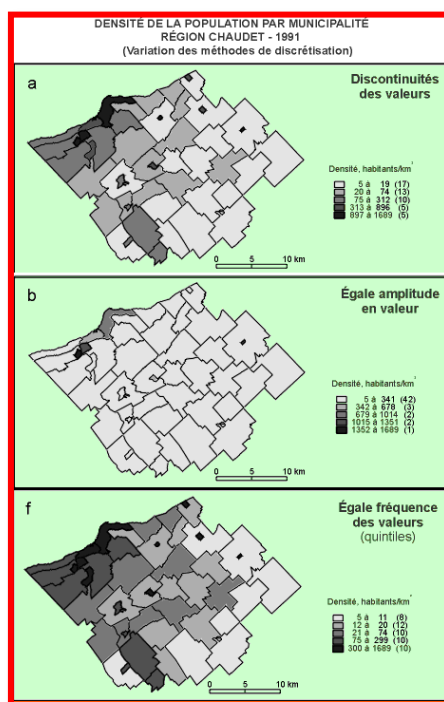 DENSITÉ DE LA POPULATION PAR MUNICIPALITÉ
RÉGION CHAUDET - 1991
(Variation des méthodes de discrétisation)
a
Discontinuités
des valeurs
Densité, habitants/km²
5 à 19 (17)
20 à 74 (13)
75 à 312 (10)
313 à 896 (5)
897 à 1689 (5)
0 5 10 km
b
Égale amplitude
en valeur
Densité, habitants/km²
5 à 341 (42)
342 à 678 (3)
679 à 1014 (2)
1015 à 1351 (2)
1352 à 1689 (1)
0 5 10 km
f
Égale fréquence
des valeurs
(quintiles)
Densité, habitants/km²
5 à 11 (8)
12 à 20 (12)
21 à 74 (10)
75 à 299 (10)
300 à 1689 (10)
0 5 10 km